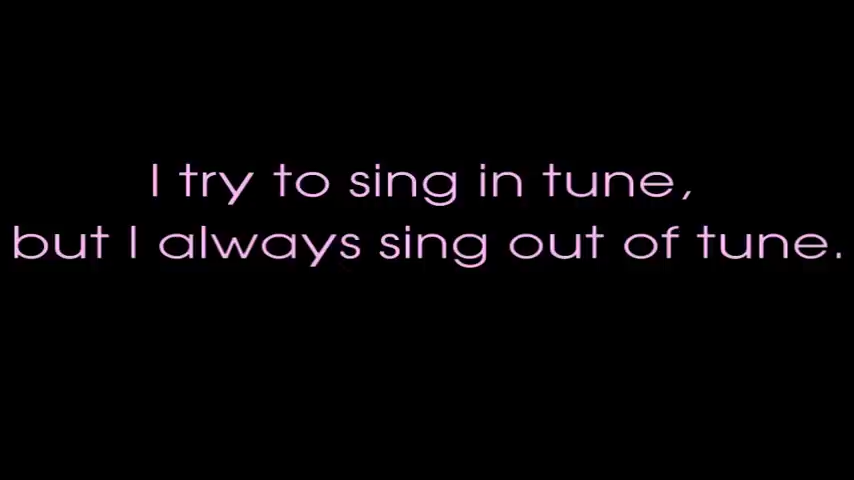 I try to sing in tune,
but I always sing out of tune.